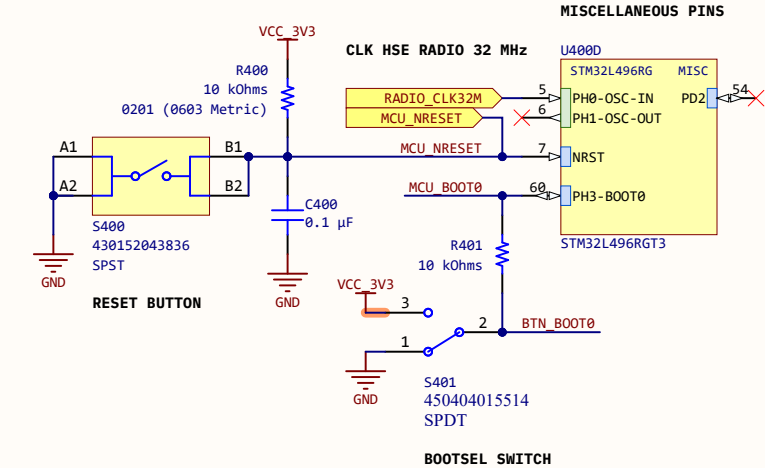 MISCELLANEOUS PINS
VCC_3V3
CLK HSE RADIO 32 MHz
U400D
R400
10 kOhms
0201 (0603 Metric)
STM32L496RG MISC
RADIO_CLK32M
5
PH0-OSC-IN
PD2
54
MCU_NRESET
6
PH1-OSC-OUT
A1
B1
MCU_NRESET
7
NRST
A2
B2
MCU_BOOT0
60
PH3-BOOT0
C400
0.1 µF
S400
430152043836
SPST
STM32L496RGT3
R401
10 kOhms
GND
RESET BUTTON
GND
VCC_3V3
3
2
BTN_BOOT0
1
GND
S401
450404015514
SPDT
BOOTSEL SWITCH